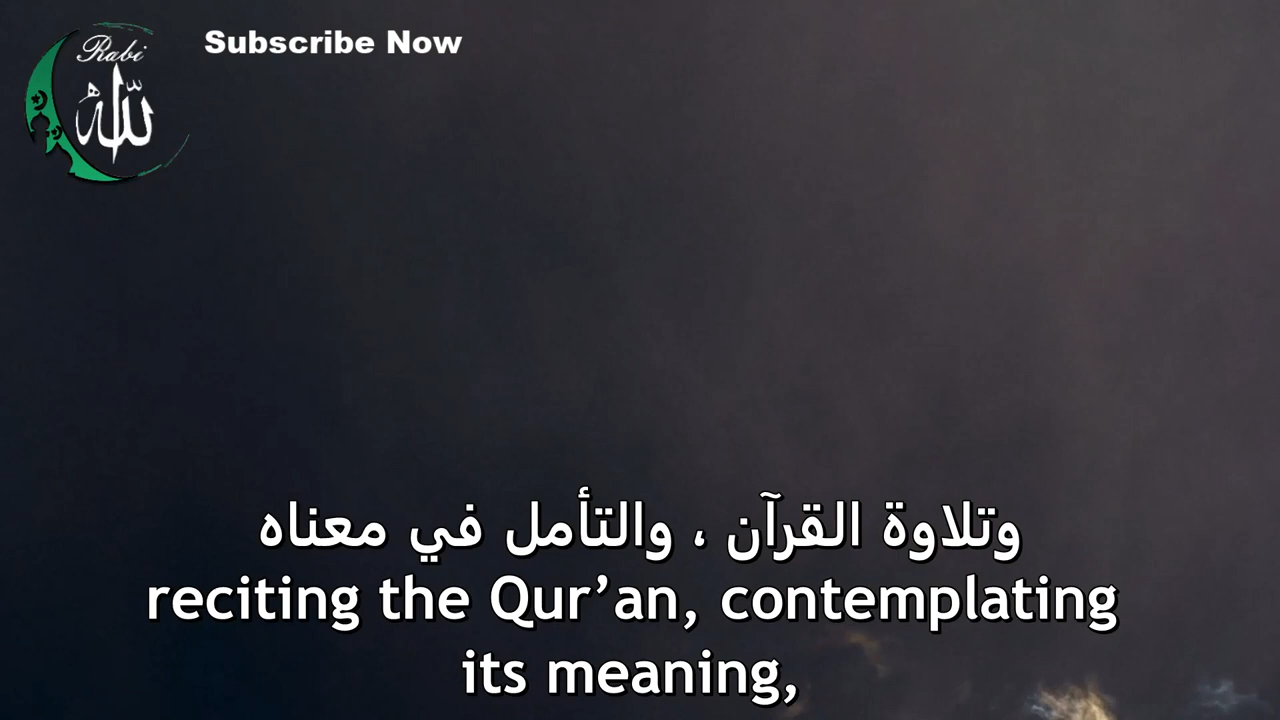 Subscribe Now
Rabi
الله
وتلاوة القرآن ، والتأمل في معناه
reciting the Qur’an, contemplating
its meaning,